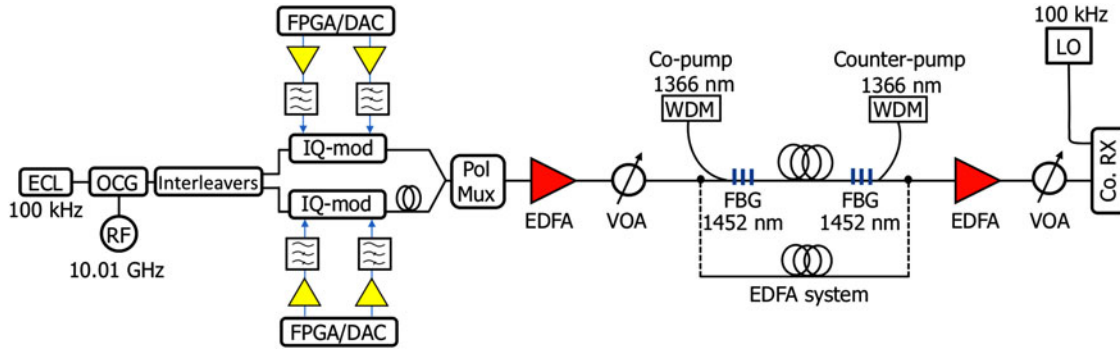 FPGA/DAC
IQ-mod
ECL
100 kHz
OCG
RF
10.01 GHz
Interleavers
IQ-mod
FPGA/DAC
Pol
Mux
EDFA
VOA
Co-pump
1366 nm
WDM
FBG
1452 nm
Counter-pump
1366 nm
WDM
FBG
1452 nm
EDFA system
EDFA
VOA
100 kHz
LO
Co. RX